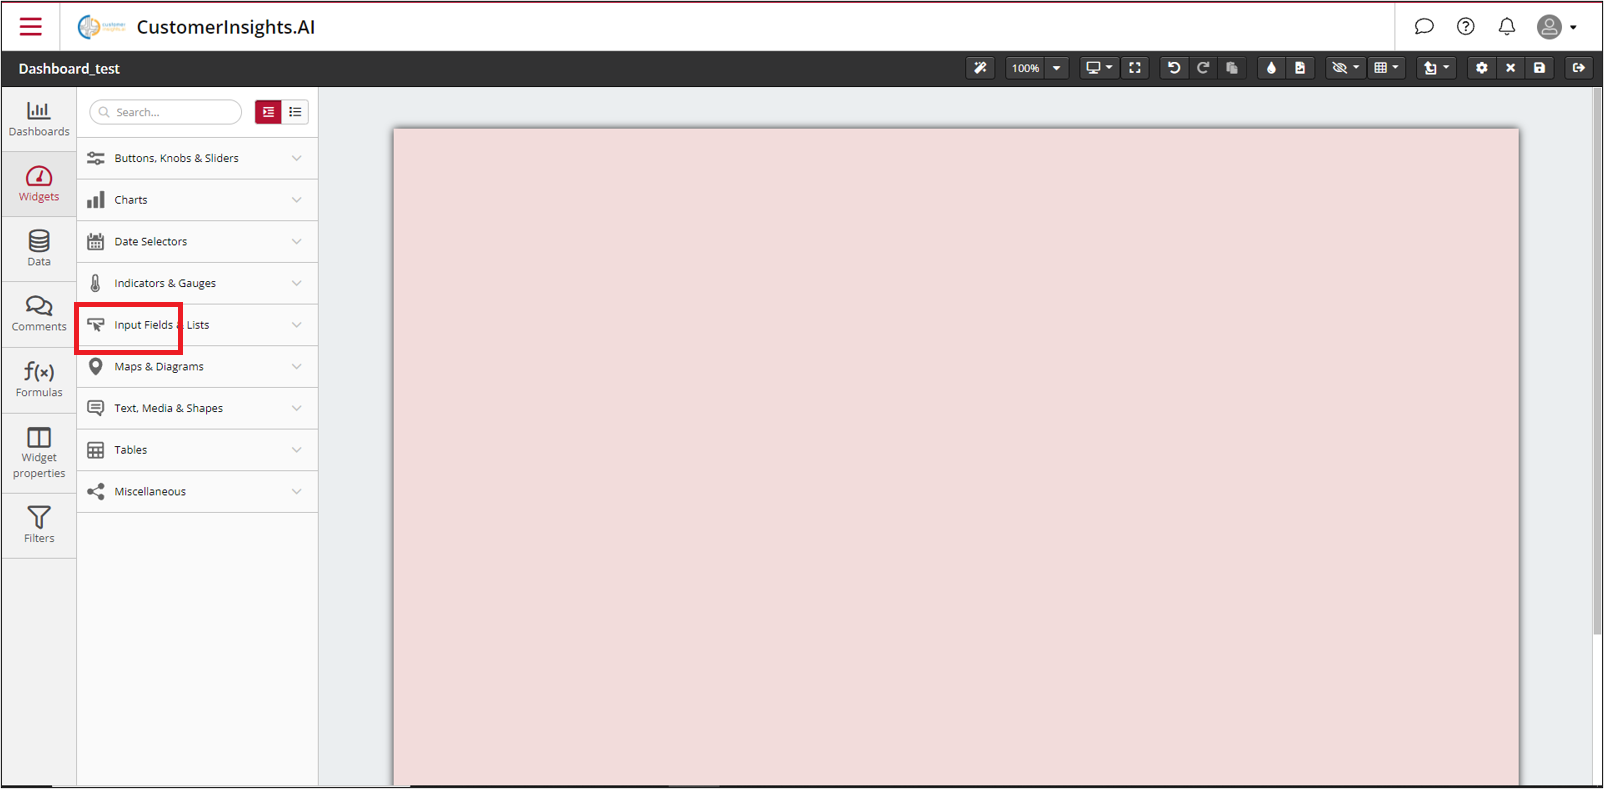 CustomerInsights.AI
Dashboard_test
100%
Dashboards
Widgets
Data
Comments
f(x)
Formulas
Widget
properties
Filters
Search...
Buttons, Knobs & Sliders
Charts
Date Selectors
Indicators & Gauges
Input Fields & Lists
Maps & Diagrams
Text, Media & Shapes
Tables
Miscellaneous